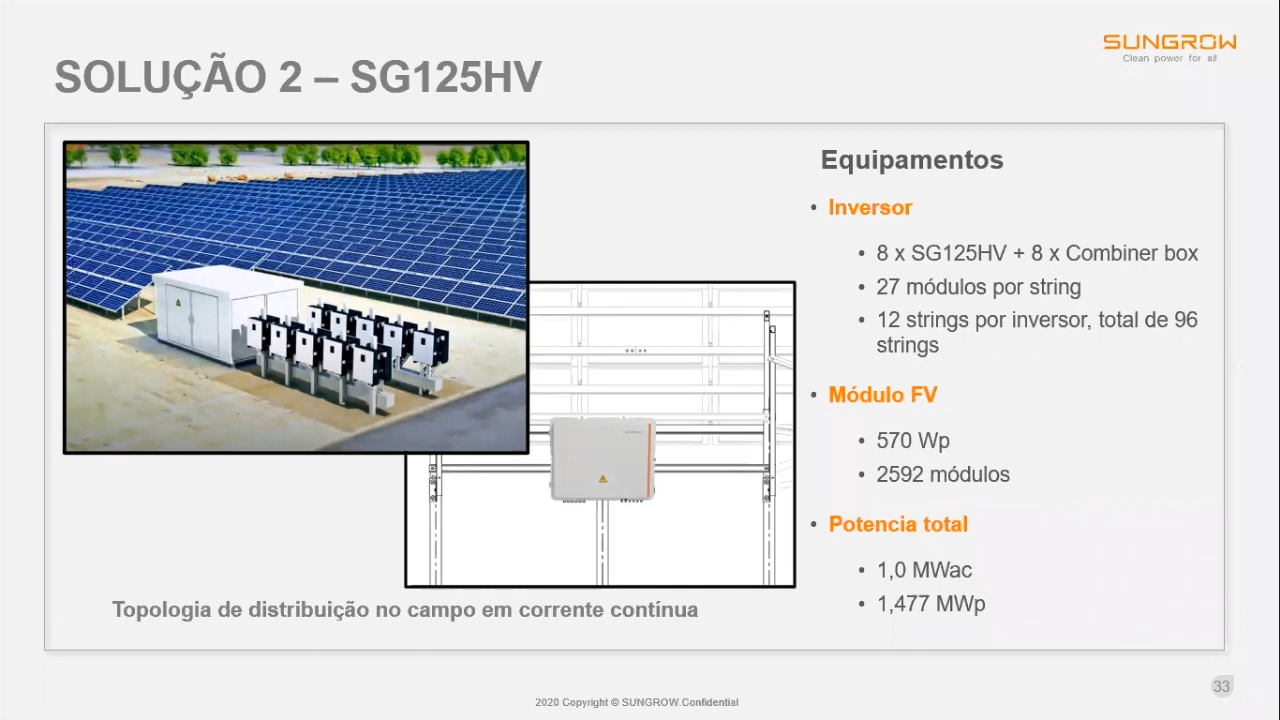 SUNGROW
Clean power for all
SOLUÇÃO 2 – SG125HV
Equipamentos
• Inversor
• 8 x SG125HV + 8 x Combiner box
• 27 módulos por string
• 12 strings por inversor, total de 96
strings
• Módulo FV
• 570 Wp
• 2592 módulos
• Potencia total
• 1,0 MWac
• 1,477 MWp
Topologia de distribuição no campo em corrente contínua
2020 Copyright © SUNGROW.Confidential
33